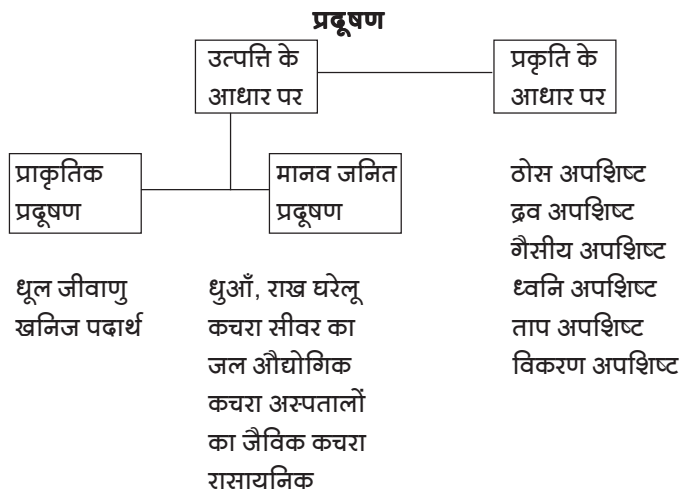 प्रदूषण
उत्पत्ति के
आधार पर
प्रकृति के
आधार पर
प्राकृतिक
प्रदूषण
मानव जनित
प्रदूषण
धूल जीवाणु
खनिज पदार्थ
धुआँ, राख घरेलू
कचरा सीवर का
जल औद्योगिक
कचरा अस्पतालों
का जैविक कचरा
रासायनिक
ठोस अपशिष्ट
द्रव अपशिष्ट
गैसीय अपशिष्ट
ध्वनि अपशिष्ट
ताप अपशिष्ट
विकरण अपशिष्ट